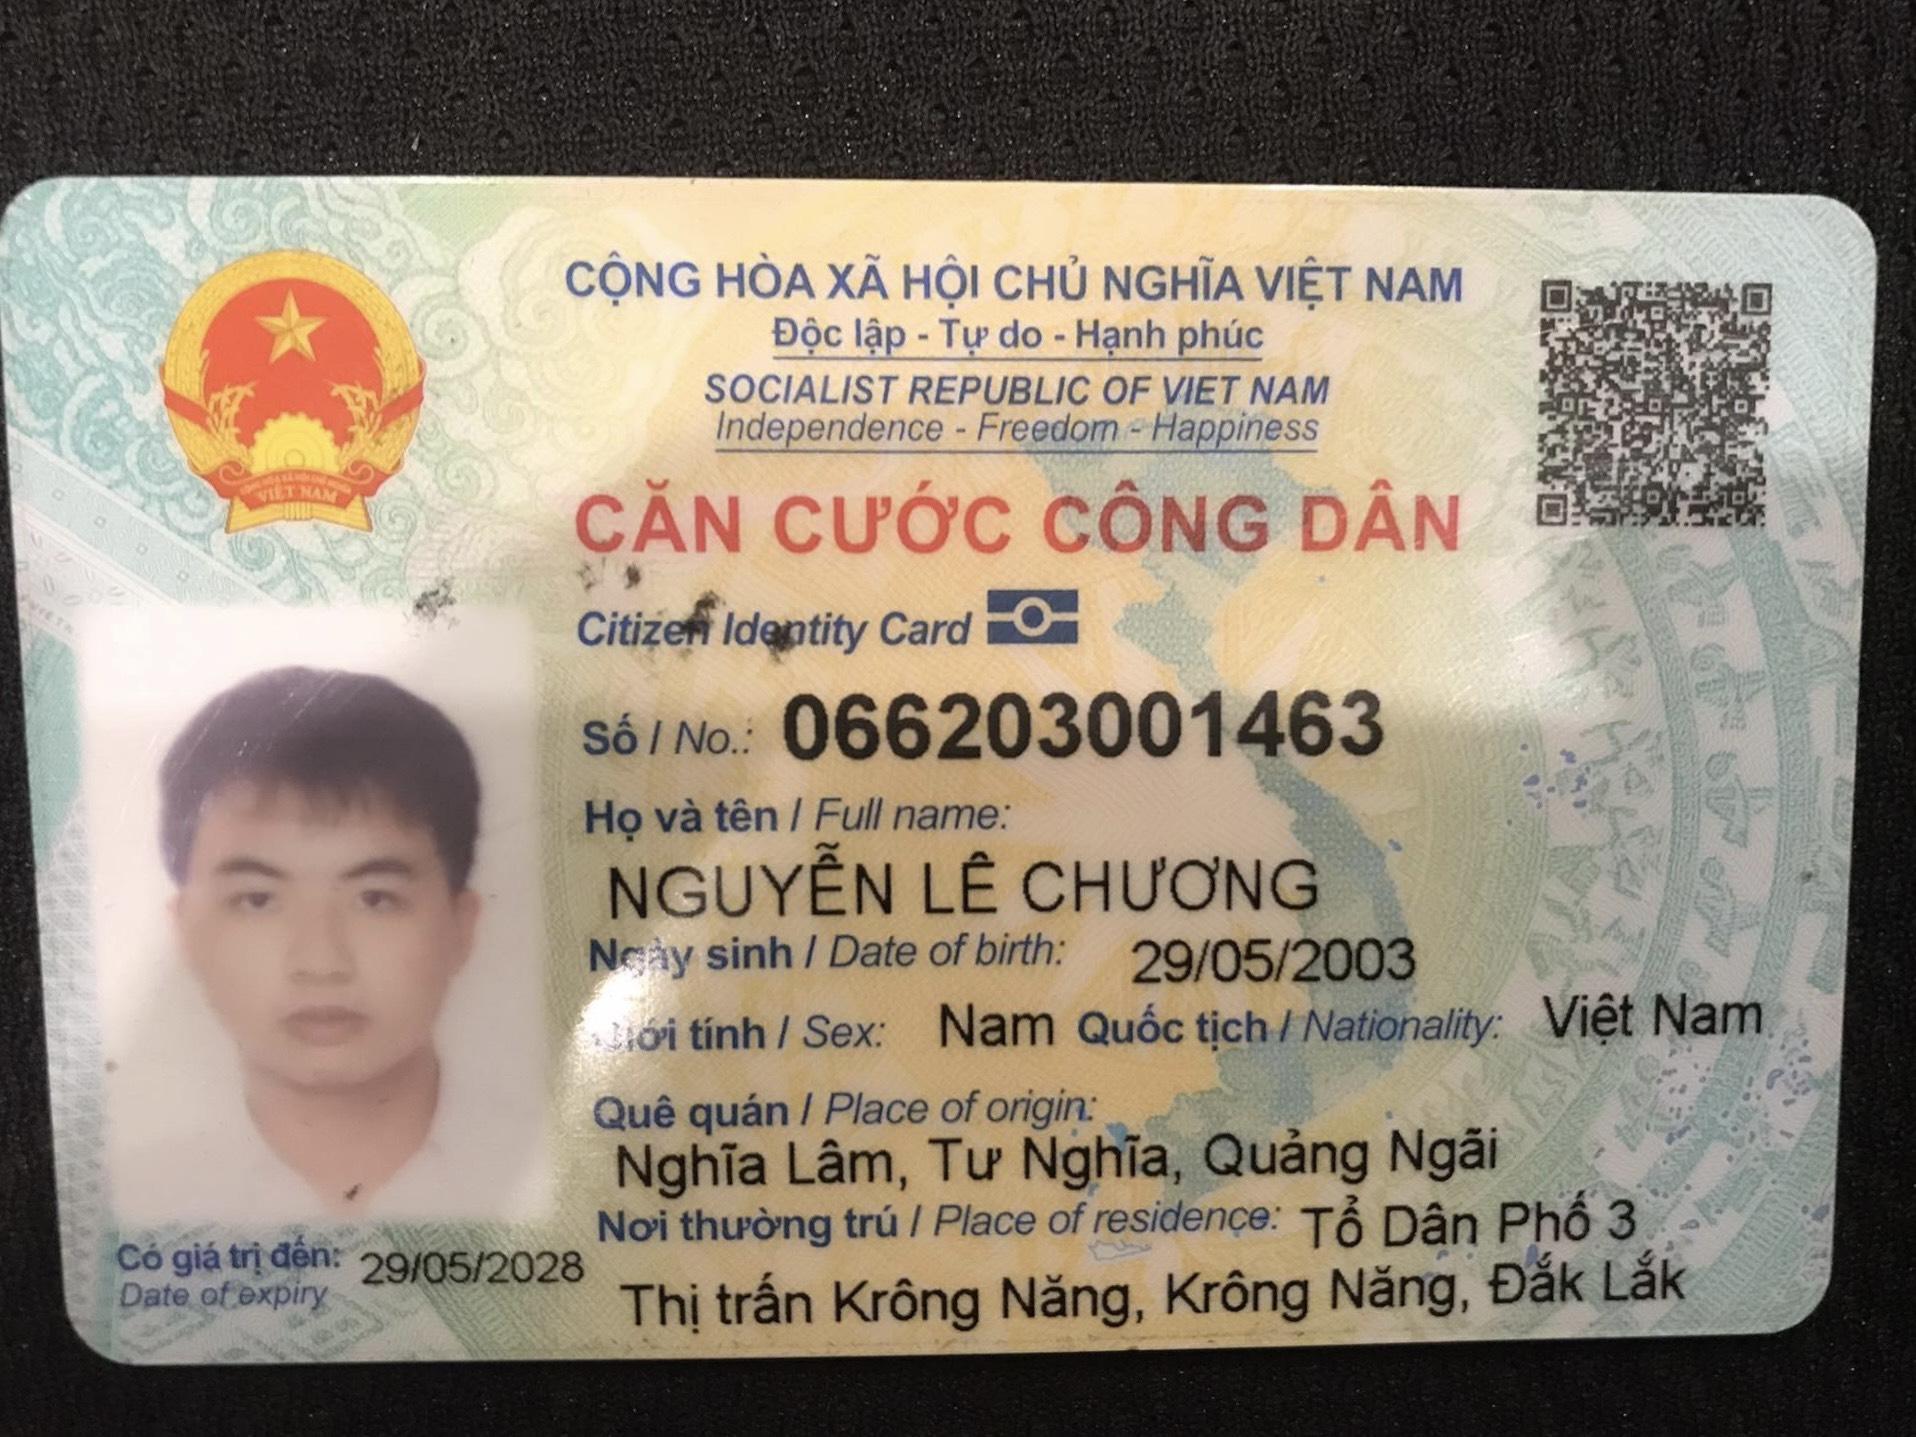 CỘNG HÒA XÃ HỘI CHỦ NGHĨA VIỆT NAM
Độc lập - Tự do - Hạnh phúc
SOCIALIST REPUBLIC OF VIET NAM
Independence - Freedom - Happiness
CĂN CƯỚC CÔNG DÂN
Citizen Identity Card
VIỆT NAM
Số / No.: 066203001463
Họ và tên / Full name:
NGUYỄN LÊ CHƯƠNG
Ngày sinh / Date of birth: 29/05/2003
Giới tính / Sex: Nam Quốc tịch / Nationality: Việt Nam
Quê quán / Place of origin:
Nghĩa Lâm, Tư Nghĩa, Quảng Ngãi
Nơi thường trú / Place of residence: Tổ Dân Phố 3
Thị trấn Krông Năng, Krông Năng, Đắk Lắk
Có giá trị đến: 29/05/2028
Date of expiry